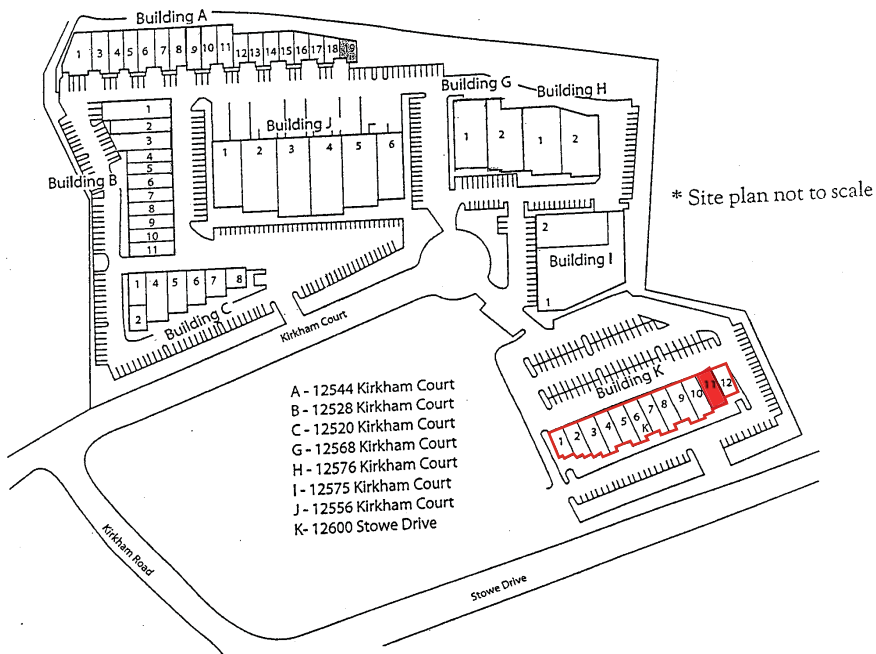 Building A
1 3 4 5 6 7 8 9 10 11 12 13 14 15 16 17 18 19
Building G
Building H
1 2 1 2
Building J
1 2 3 4 5 6
1
2
3
4
5
6
7
8
9
10
11
Building B
* Site plan not to scale
2
Building I
1
1 4 5 6 7 8
2
Building C
Kirkham Court
Building K
1 2 3 4 5 6 7 8 9 10 11 12
K
A - 12544 Kirkham Court
B - 12528 Kirkham Court
C - 12520 Kirkham Court
G - 12568 Kirkham Court
H - 12576 Kirkham Court
I - 12575 Kirkham Court
J - 12556 Kirkham Court
K- 12600 Stowe Drive
Kirkham Road
Stowe Drive